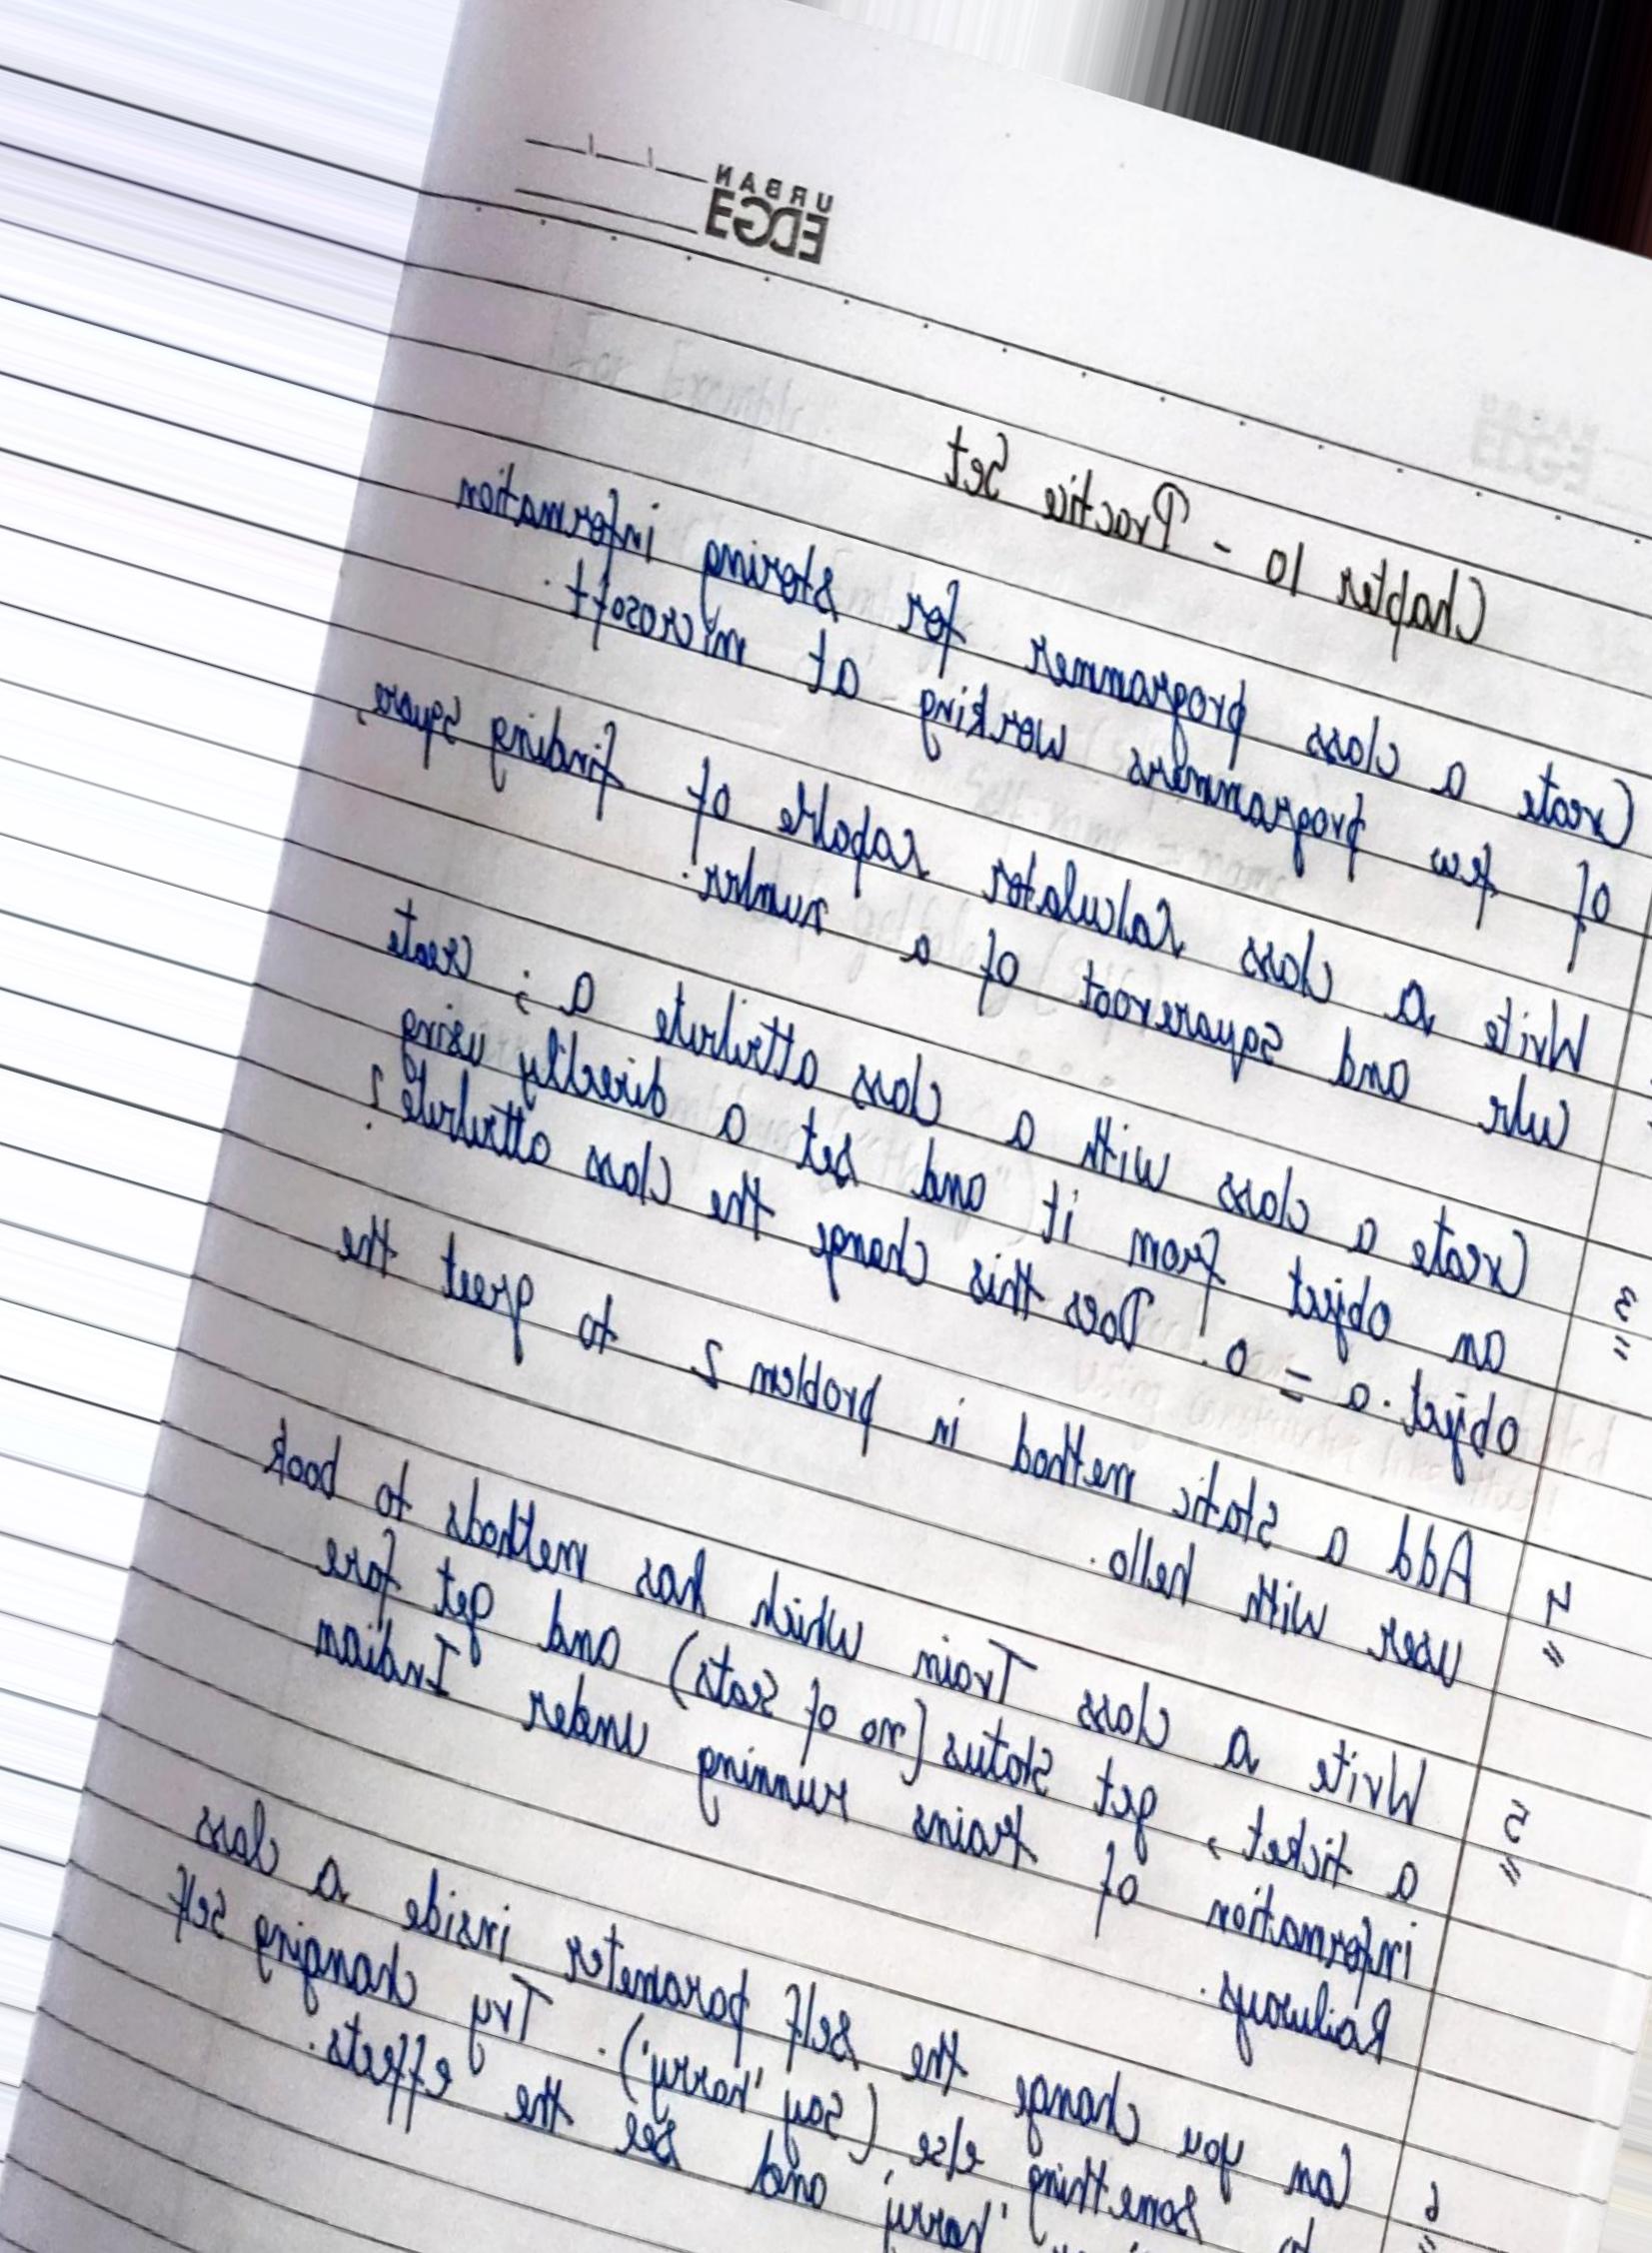 URBAN
EDGE
Chapter 10 - Practice Set
Create a class programmer for storing information
of few programmers working at microsoft.
Write a class calculator capable of finding square,
cube and squareroot of a number.
3"
Create a class with a class attribute a ; create
an object from it and set a directly using
object.a = 0. Does this change the class attribute?
4"
Add a static method in problem 2 to greet the
user with hello.
5"
Write a class Train which has methods to book
a ticket, get status (no of seats) and get fare
information of trains running under Indian
Railways.
6"
Can you change the self parameter inside a class
to something else (say 'harry'). Try changing self
'harry' and see the effects.